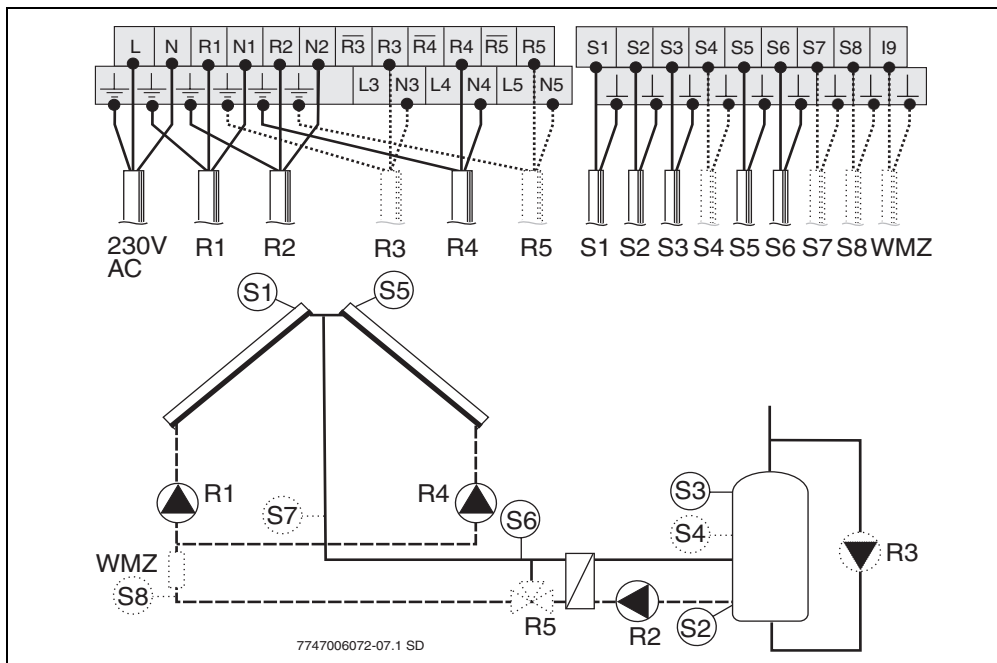 L N R1 N1 R2 N2 R̅3̅ R3 R̅4̅ R4 R̅5̅ R5
S1 S2 S3 S4 S5 S6 S7 S8 I9
L3 N3 L4 N4 L5 N5
230V AC R1 R2 R3 R4 R5
S1 S2 S3 S4 S5 S6 S7 S8 WMZ
S1 S5
R1 S7 R4 S6 S3
S4
WMZ R3
S8
R5 R2 S2
7747006072-07.1 SD